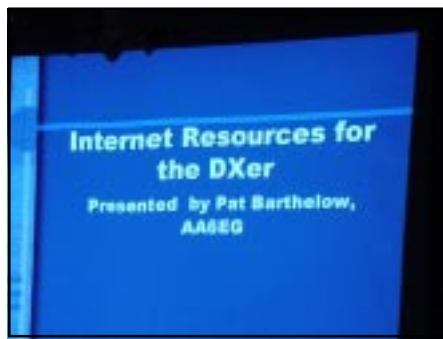 Internet Resources for
the DXer
Presented by Pat Barthelow,
AA6EG